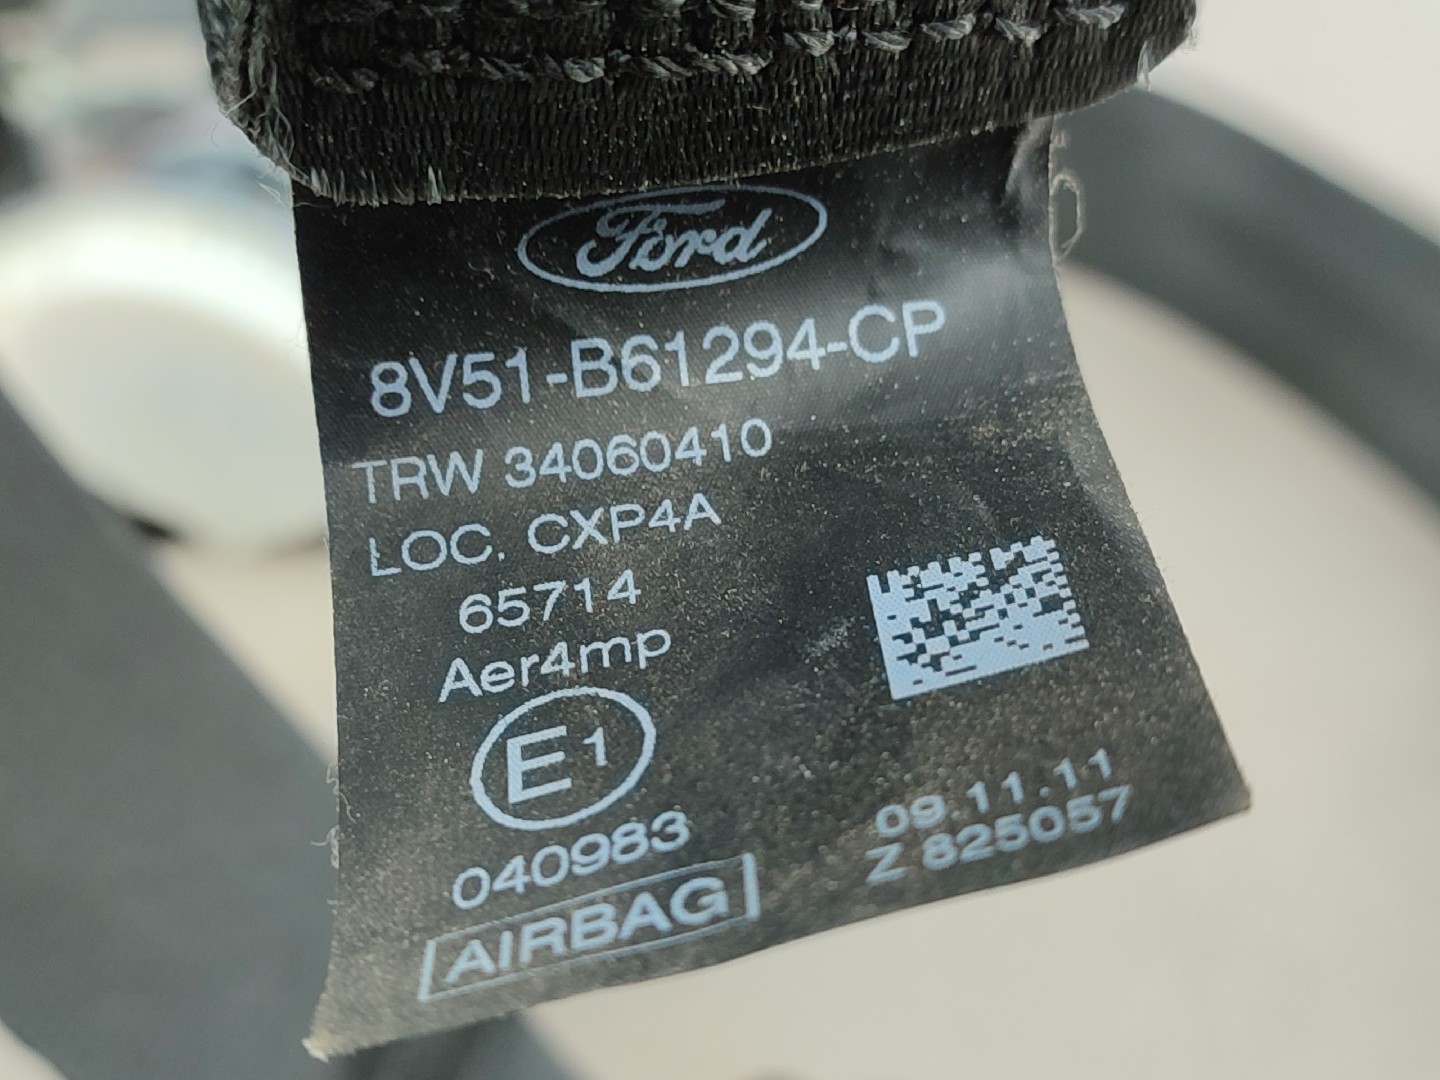 Ford
8V51-B61294-CP
TRW 34060410
LOC. CXP4A
65714
Aer4mp
E1
040983
AIRBAG
09.11.11
Z 825057